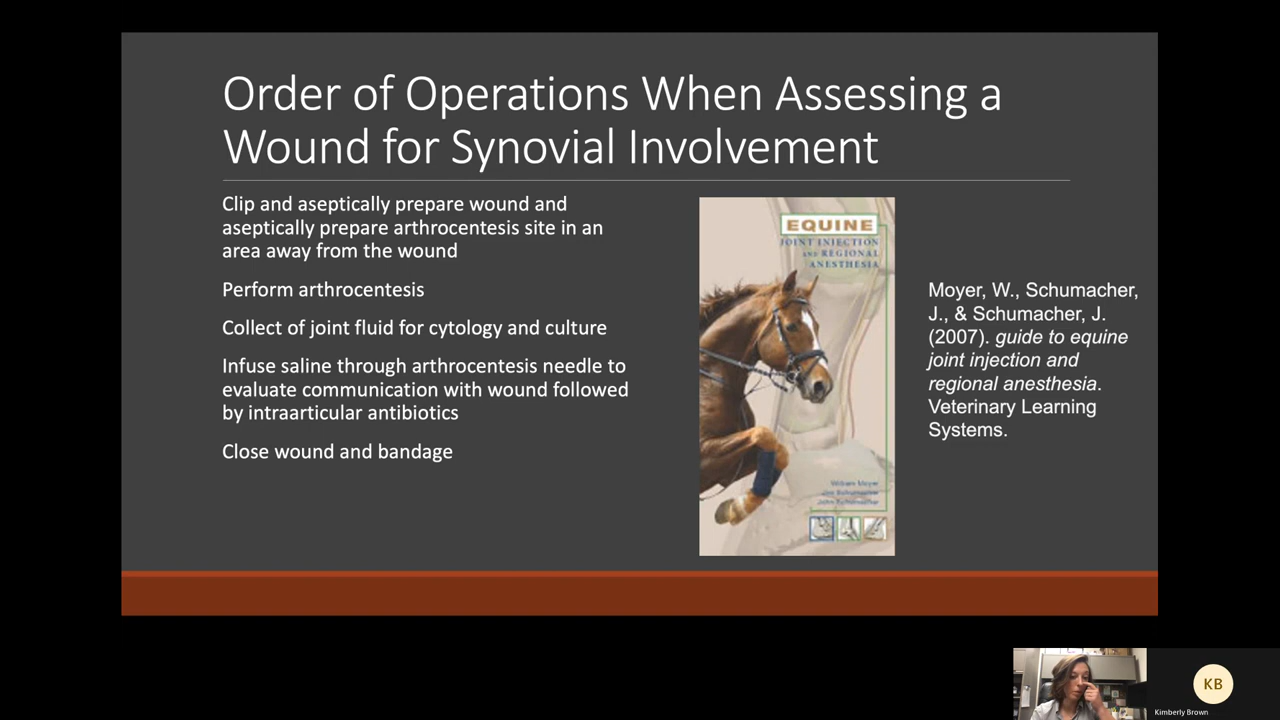 Order of Operations When Assessing a
Wound for Synovial Involvement
Clip and aseptically prepare wound and
aseptically prepare arthrocentesis site in an
area away from the wound
Perform arthrocentesis
Collect of joint fluid for cytology and culture
Infuse saline through arthrocentesis needle to
evaluate communication with wound followed
by intraarticular antibiotics
Close wound and bandage
EQUINE
JOINT INJECTION
AND REGIONAL
ANESTHESIA
William Moyer
Jim Schumacher
John Schumacher
Moyer, W., Schumacher,
J., & Schumacher, J.
(2007). guide to equine
joint injection and
regional anesthesia.
Veterinary Learning
Systems.
KB
Kimberly Brown